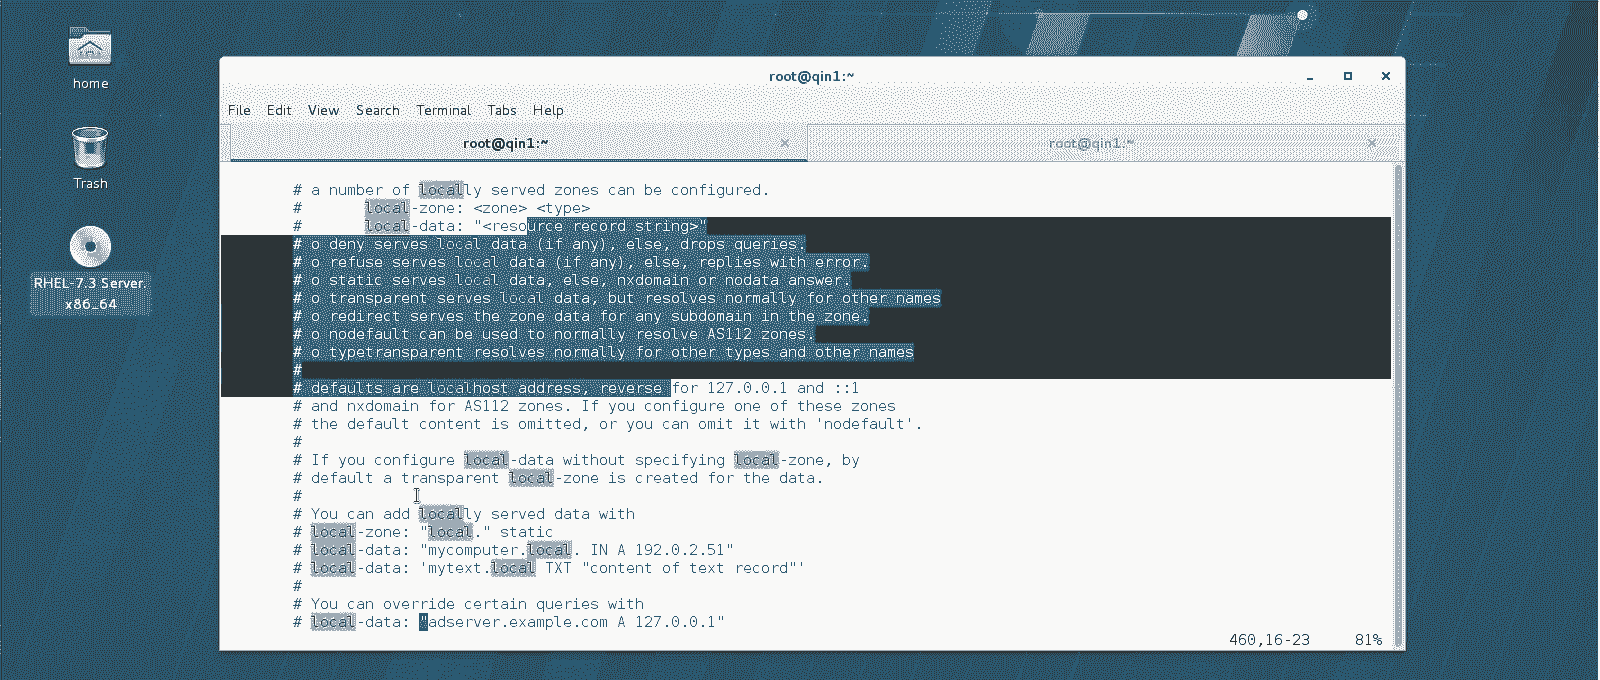 home
Trash
RHEL-7.3 Server.
x86_64
root@qin1:~
File Edit View Search Terminal Tabs Help
root@qin1:~ root@qin1:~
# a number of locally served zones can be configured.
# local-zone: <zone> <type>
# local-data: "<resource record string>"
# o deny serves local data (if any), else, drops queries.
# o refuse serves local data (if any), else, replies with error.
# o static serves local data, else, nxdomain or nodata answer.
# o transparent serves local data, but resolves normally for other names
# o redirect serves the zone data for any subdomain in the zone.
# o nodefault can be used to normally resolve AS112 zones.
# o typetransparent resolves normally for other types and other names
#
# defaults are localhost address, reverse for 127.0.0.1 and ::1
# and nxdomain for AS112 zones. If you configure one of these zones
# the default content is omitted, or you can omit it with 'nodefault'.
#
# If you configure local-data without specifying local-zone, by
# default a transparent local-zone is created for the data.
#
# You can add locally served data with
# local-zone: "local." static
# local-data: "mycomputer.local. IN A 192.0.2.51"
# local-data: 'mytext.local TXT "content of text record"'
#
# You can override certain queries with
# local-data: "adserver.example.com A 127.0.0.1"
460,16-23 81%